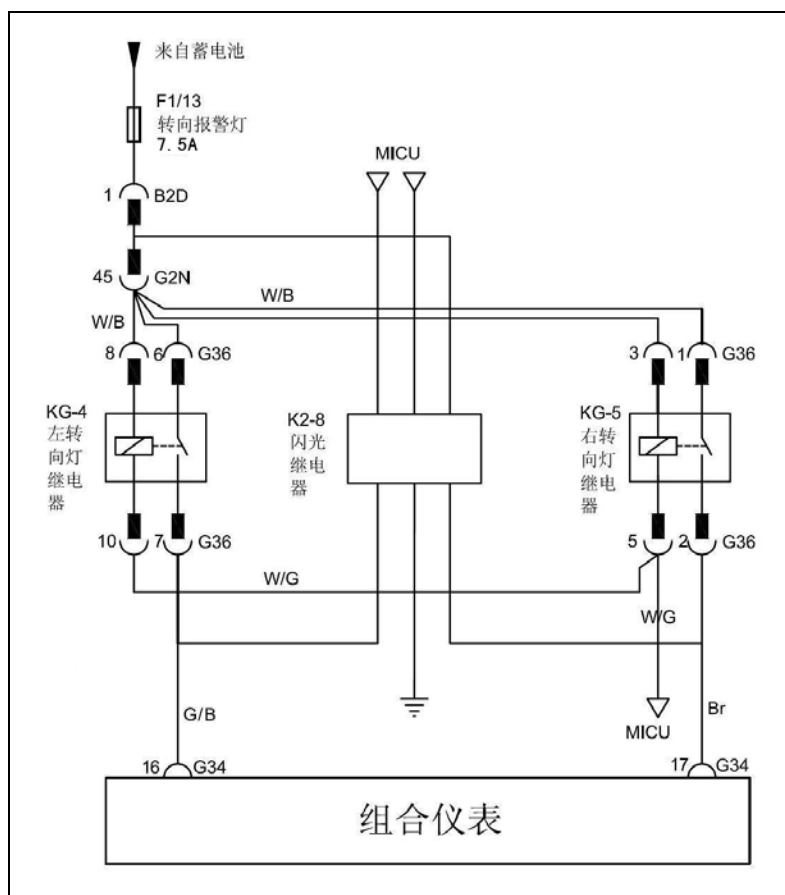 来自蓄电池
F1/13
转向报警灯
7.5A
MICU
1 B2D
45 G2N
W/B
W/B
8 6 G36
3 1 G36
KG-4
左转
向灯
继电
器
K2-8
闪光
继电
器
KG-5
右转
向灯
继电
器
10 7 G36
5 2 G36
W/G
W/G
G/B
MICU
Br
16 G34
17 G34
组合仪表